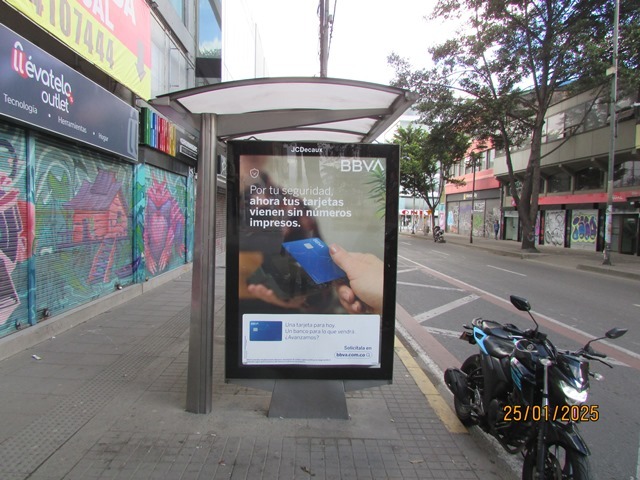 4107444
llévatelo
outlet
Tecnología · Herramientas · Hogar
JCDecaux
BBVA
Por tu seguridad,
ahora tus tarjetas
vienen sin números
impresos.
Una tarjeta para hoy.
Un banco para lo que vendrá
¿Avanzamos?
Solicítala en
bbva.com.co
25/01/2025